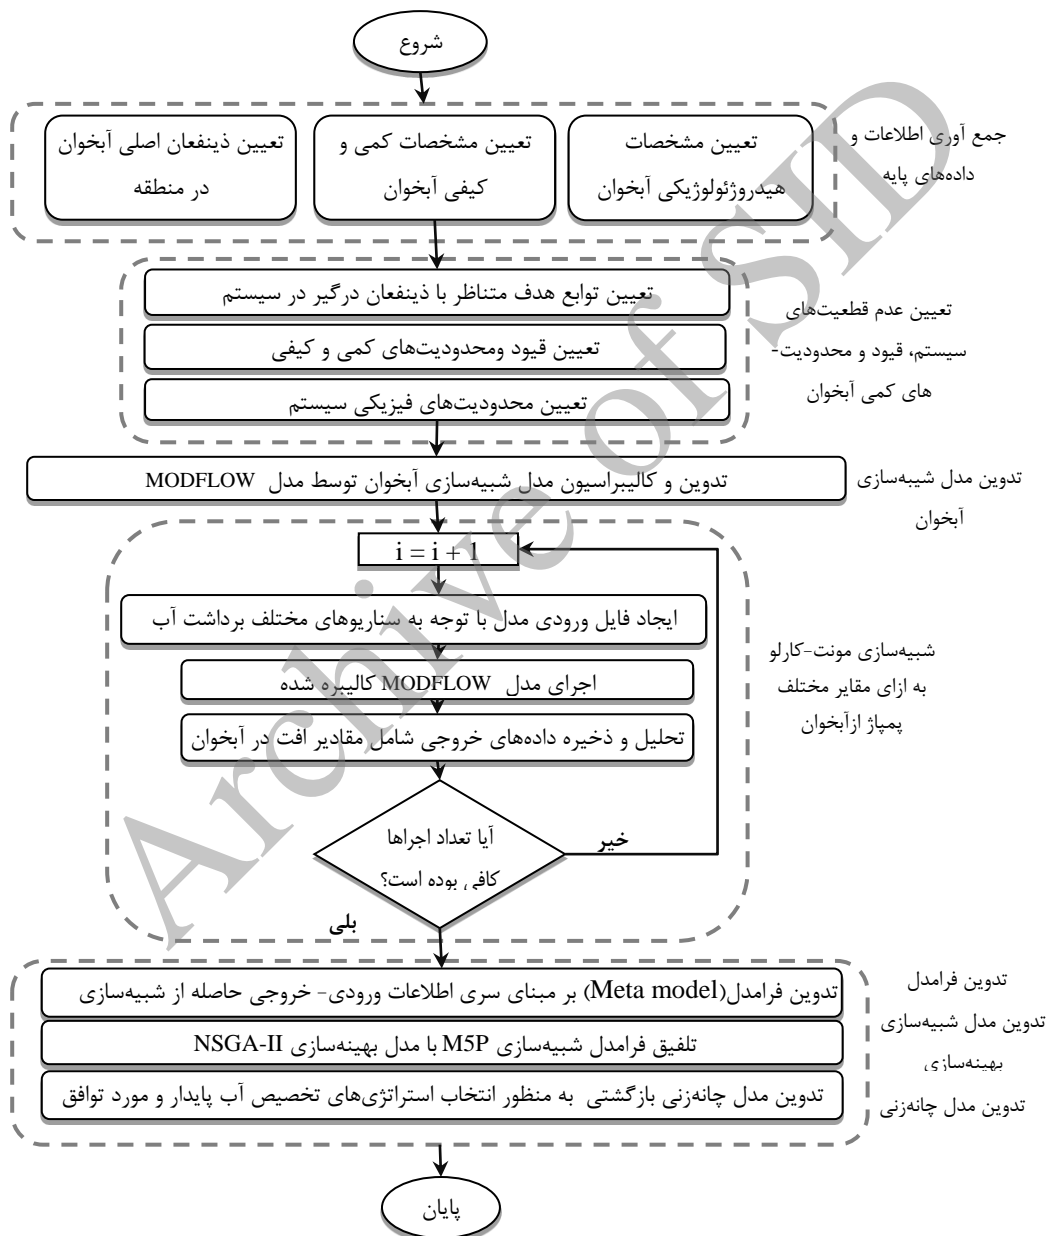 شروع
جمع آوری اطلاعات و
داده‌های پایه
تعیین مشخصات
هیدروژئولوژیکی آبخوان
تعیین مشخصات کمی و
کیفی آبخوان
تعیین ذینفعان اصلی آبخوان
در منطقه
تعیین عدم قطعیت‌های
سیستم، قیود و محدودیت-
های کمی آبخوان
تعیین توابع هدف متناظر با ذینفعان درگیر در سیستم
تعیین قیود ومحدودیت‌های کمی و کیفی
تعیین محدودیت‌های فیزیکی سیستم
تدوین مدل شیبه‌سازی
آبخوان
تدوین و کالیبراسیون مدل شبیه‌سازی آبخوان توسط مدل MODFLOW
شبیه‌سازی مونت-کارلو
به ازای مقایر مختلف
پمپاژ ازآبخوان
i = i + 1
ایجاد فایل ورودی مدل با توجه به سناریوهای مختلف برداشت آب
اجرای مدل MODFLOW کالیبره شده
تحلیل و ذخیره داده‌های خروجی شامل مقادیر افت در آبخوان
آیا تعداد اجراها
کافی بوده است؟
خیر
بلی
تدوین فرامدل
تدوین مدل شبیه‌سازی
بهینه‌سازی
تدوین مدل چانه‌زنی
تدوین فرامدل(Meta model) بر مبنای سری اطلاعات ورودی- خروجی حاصله از شبیه‌سازی
تلفیق فرامدل شبیه‌سازی M5P با مدل بهینه‌سازی NSGA-II
تدوین مدل چانه‌زنی بازگشتی به منظور انتخاب استراتژی‌های تخصیص آب پایدار و مورد توافق
پایان
Archive of SID